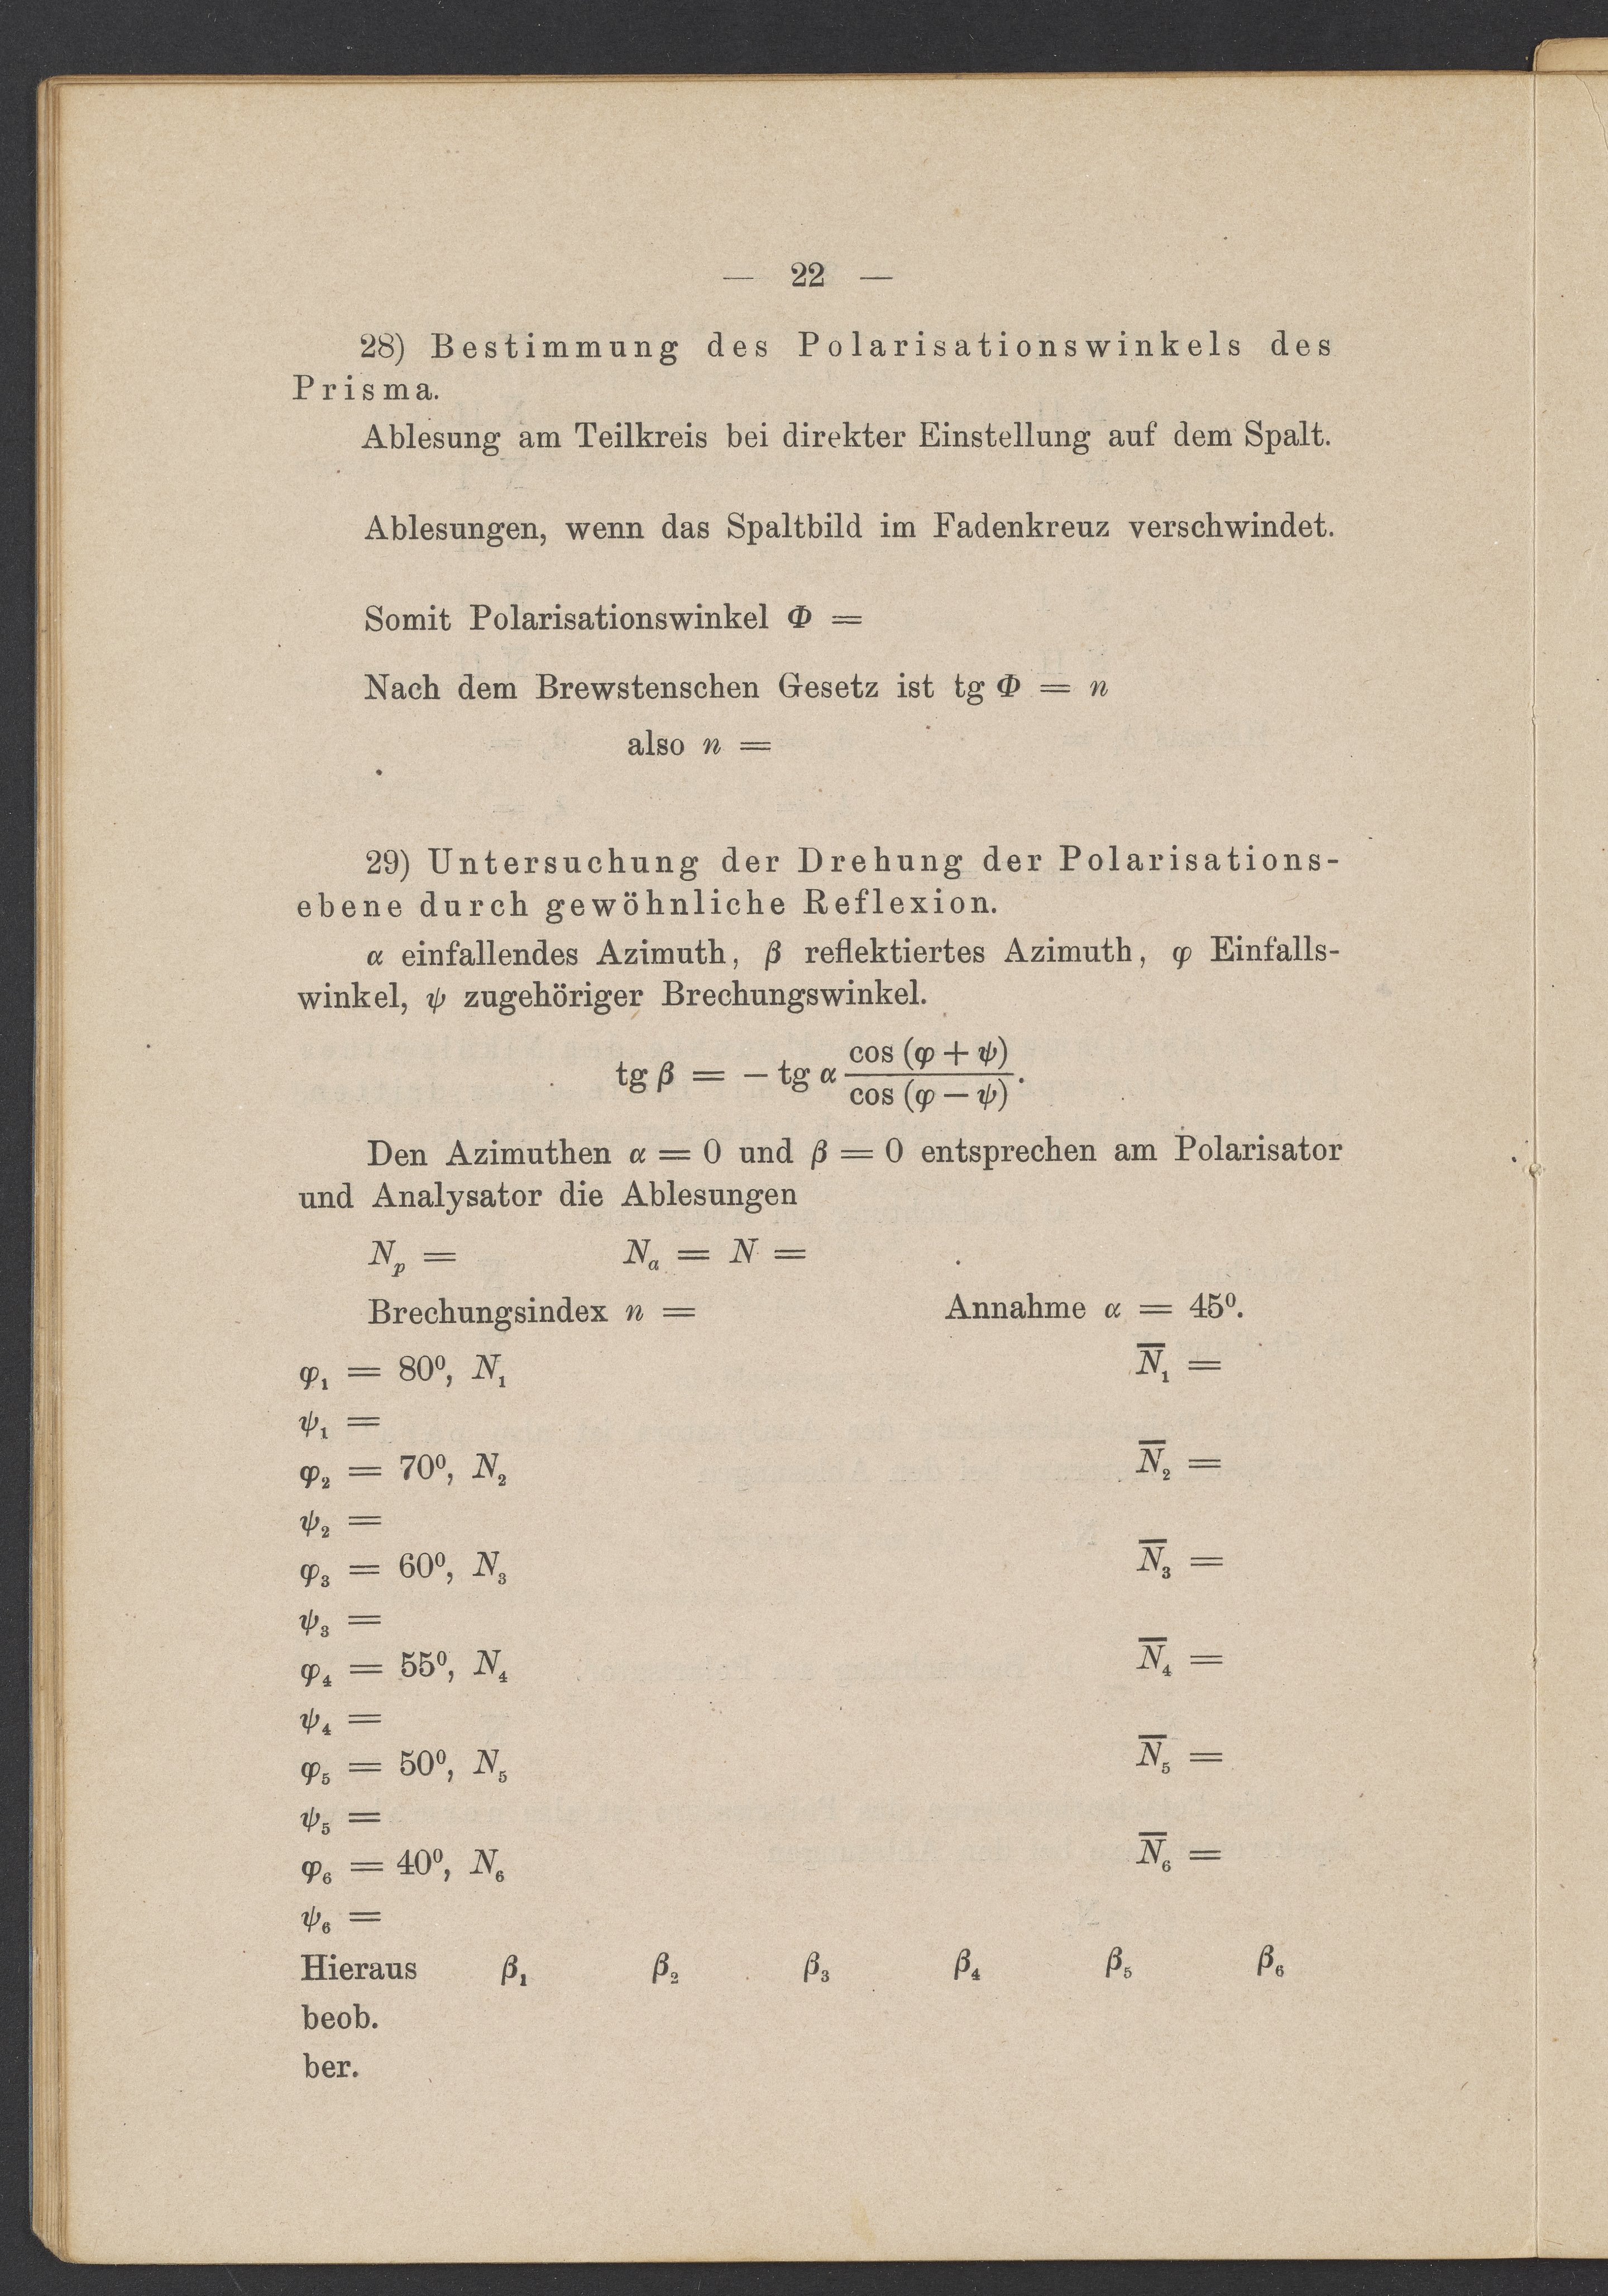 — 22 —
28) Bestimmung des Polarisationswinkels des
Prisma.
Ablesung am Teilkreis bei direkter Einstellung auf dem Spalt.
Ablesungen, wenn das Spaltbild im Fadenkreuz verschwindet.
Somit Polarisationswinkel Φ =
Nach dem Brewstenschen Gesetz ist tg Φ = n
also n =
29) Untersuchung der Drehung der Polarisations-
ebene durch gewöhnliche Reflexion.
α einfallendes Azimuth, β reflektiertes Azimuth, φ Einfalls-
winkel, ψ zugehöriger Brechungswinkel.
tg β = − tg α cos (φ + ψ) / cos (φ − ψ).
Den Azimuthen α = 0 und β = 0 entsprechen am Polarisator
und Analysator die Ablesungen
N_p = N_a = N =
Brechungsindex n = Annahme α = 45⁰.
φ₁ = 80⁰, N₁ N̅₁ =
ψ₁ =
φ₂ = 70⁰, N₂ N̅₂ =
ψ₂ =
φ₃ = 60⁰, N₃ N̅₃ =
ψ₃ =
φ₄ = 55⁰, N₄ N̅₄ =
ψ₄ =
φ₅ = 50⁰, N₅ N̅₅ =
ψ₅ =
φ₆ = 40⁰, N₆ N̅₆ =
ψ₆ =
Hieraus β₁ β₂ β₃ β₄ β₅ β₆
beob.
ber.